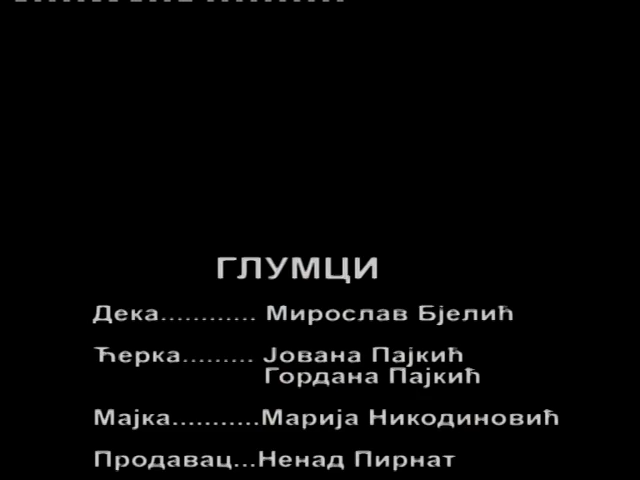 ГЛУМЦИ
Дека............ Мирослав Бјелић
Ћерка......... Јована Пајкић
Гордана Пајкић
Мајка...........Марија Никодиновић
Продавац...Ненад Пирнат